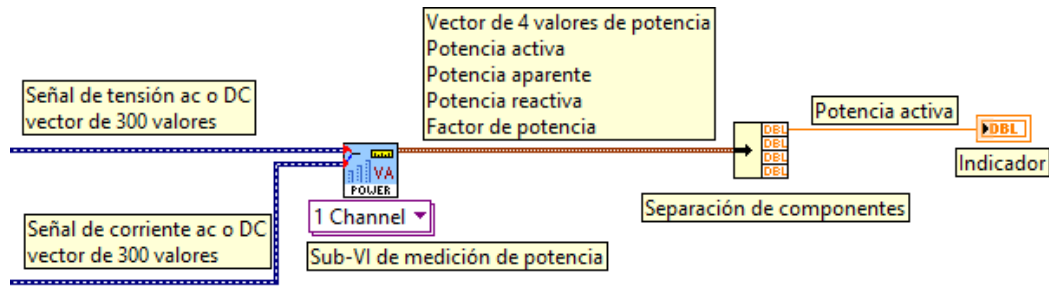 Vector de 4 valores de potencia
Potencia activa
Potencia aparente
Potencia reactiva
Factor de potencia
Señal de tensión ac o DC
vector de 300 valores
Potencia activa
DBL
DBL
DBL
DBL
DBL
Indicador
VA
POWER
1 Channel
Separación de componentes
Señal de corriente ac o DC
vector de 300 valores
Sub-VI de medición de potencia